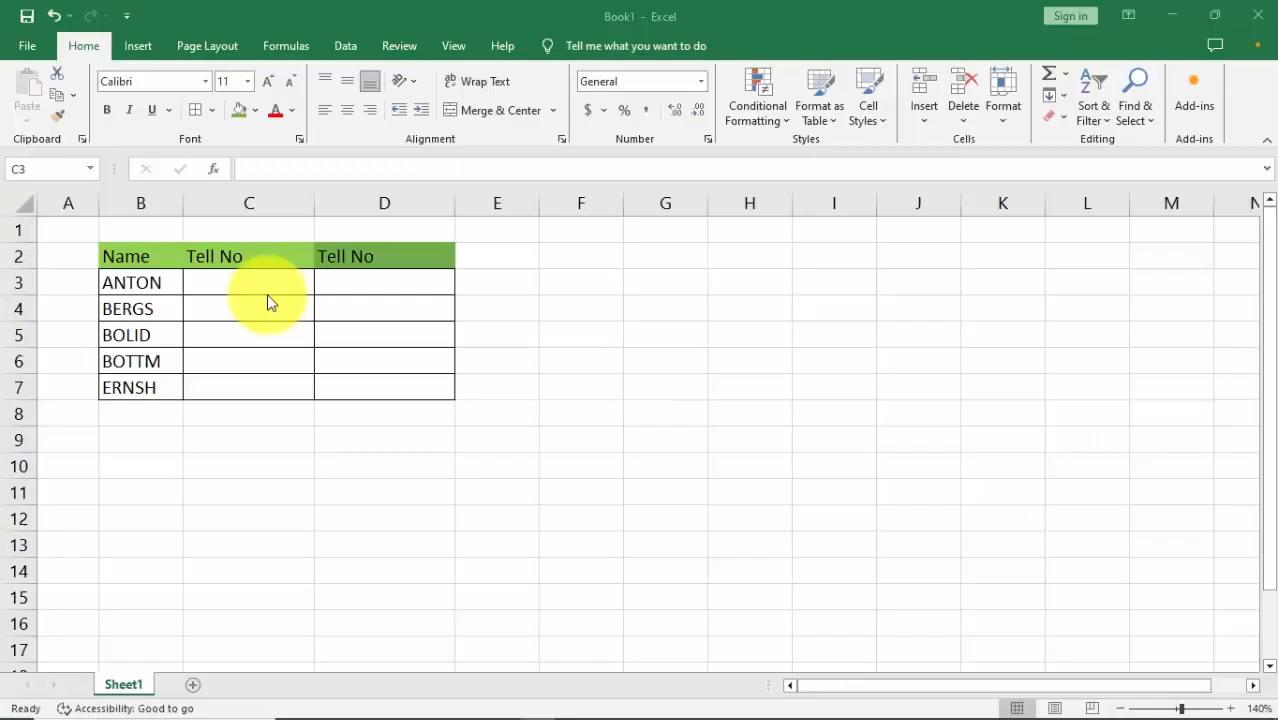 Book1 - Excel
Sign in
File Home Insert Page Layout Formulas Data Review View Help Tell me what you want to do
Paste
Clipboard
Calibri 11
B I U A
Font
Wrap Text
Merge & Center
Alignment
General
$ % ,
Number
Conditional Formatting
Format as Table
Cell Styles
Styles
Insert
Delete
Format
Cells
Sort & Filter
Find & Select
Editing
Add-ins
Add-ins
C3 fx
A B C D E F G H I J K L M N
1
2 Name Tell No Tell No
3 ANTON
4 BERGS
5 BOLID
6 BOTTM
7 ERNSH
8
9
10
11
12
13
14
15
16
17
Sheet1
Ready Accessibility: Good to go 140%